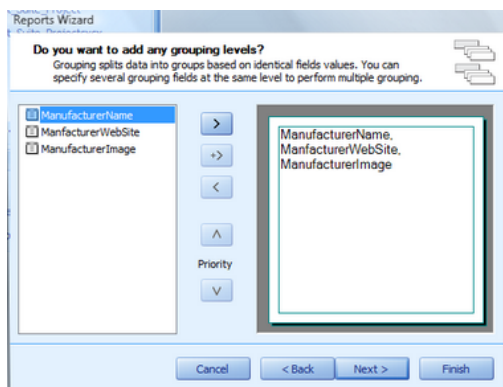 Reports Wizard
Do you want to add any grouping levels?
Grouping splits data into groups based on identical fields values. You can
specify several grouping fields at the same level to perform multiple grouping.
ManufacturerName
ManfacturerWebSite
ManufacturerImage
>
+>
<
Priority
ManufacturerName,
ManfacturerWebSite,
ManufacturerImage
Cancel
< Back
Next >
Finish